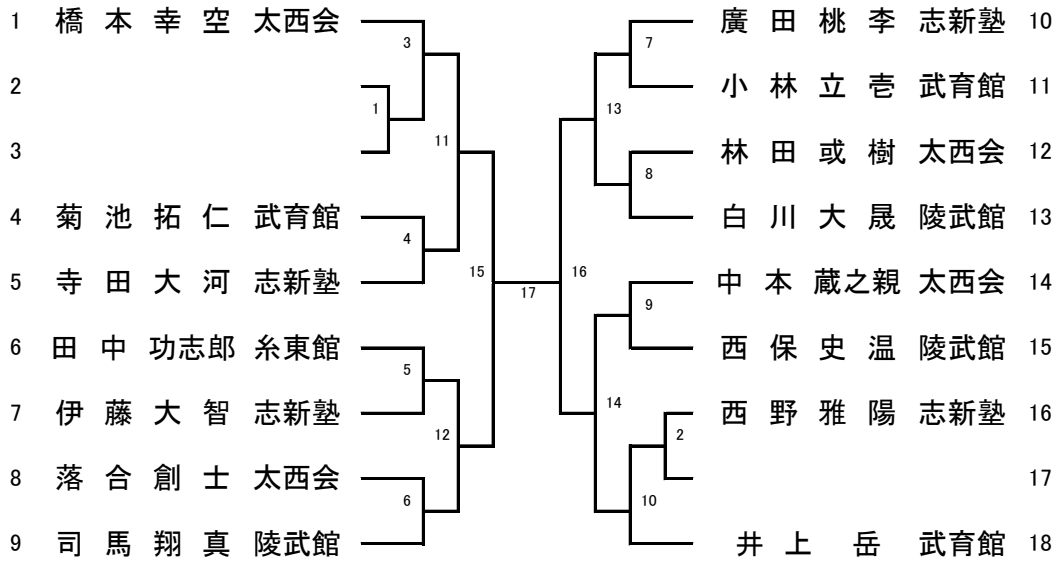 1 橋本幸空 太西会
2
3
4 菊池拓仁 武育館
5 寺田大河 志新塾
6 田中功志郎 糸東館
7 伊藤大智 志新塾
8 落合創士 太西会
9 司馬翔真 陵武館
3
1
11
4
15
5
12
6
17
7
13
8
16
9
14
2
10
廣田桃李 志新塾 10
小林立壱 武育館 11
林田或樹 太西会 12
白川大晟 陵武館 13
中本蔵之親 太西会 14
西保史温 陵武館 15
西野雅陽 志新塾 16
17
井上岳 武育館 18